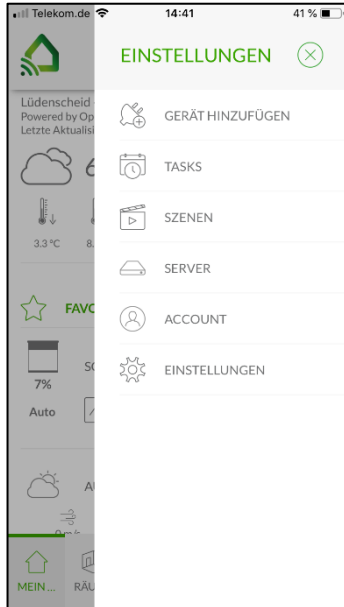 Telekom.de 14:41 41 %
EINSTELLUNGEN
Lüdenscheid
Powered by Op
Letzte Aktualisi
GERÄT HINZUFÜGEN
TASKS
SZENEN
3.3 °C 8.
SERVER
FAVO
ACCOUNT
EINSTELLUNGEN
7%
Auto
MEIN ... RÄU